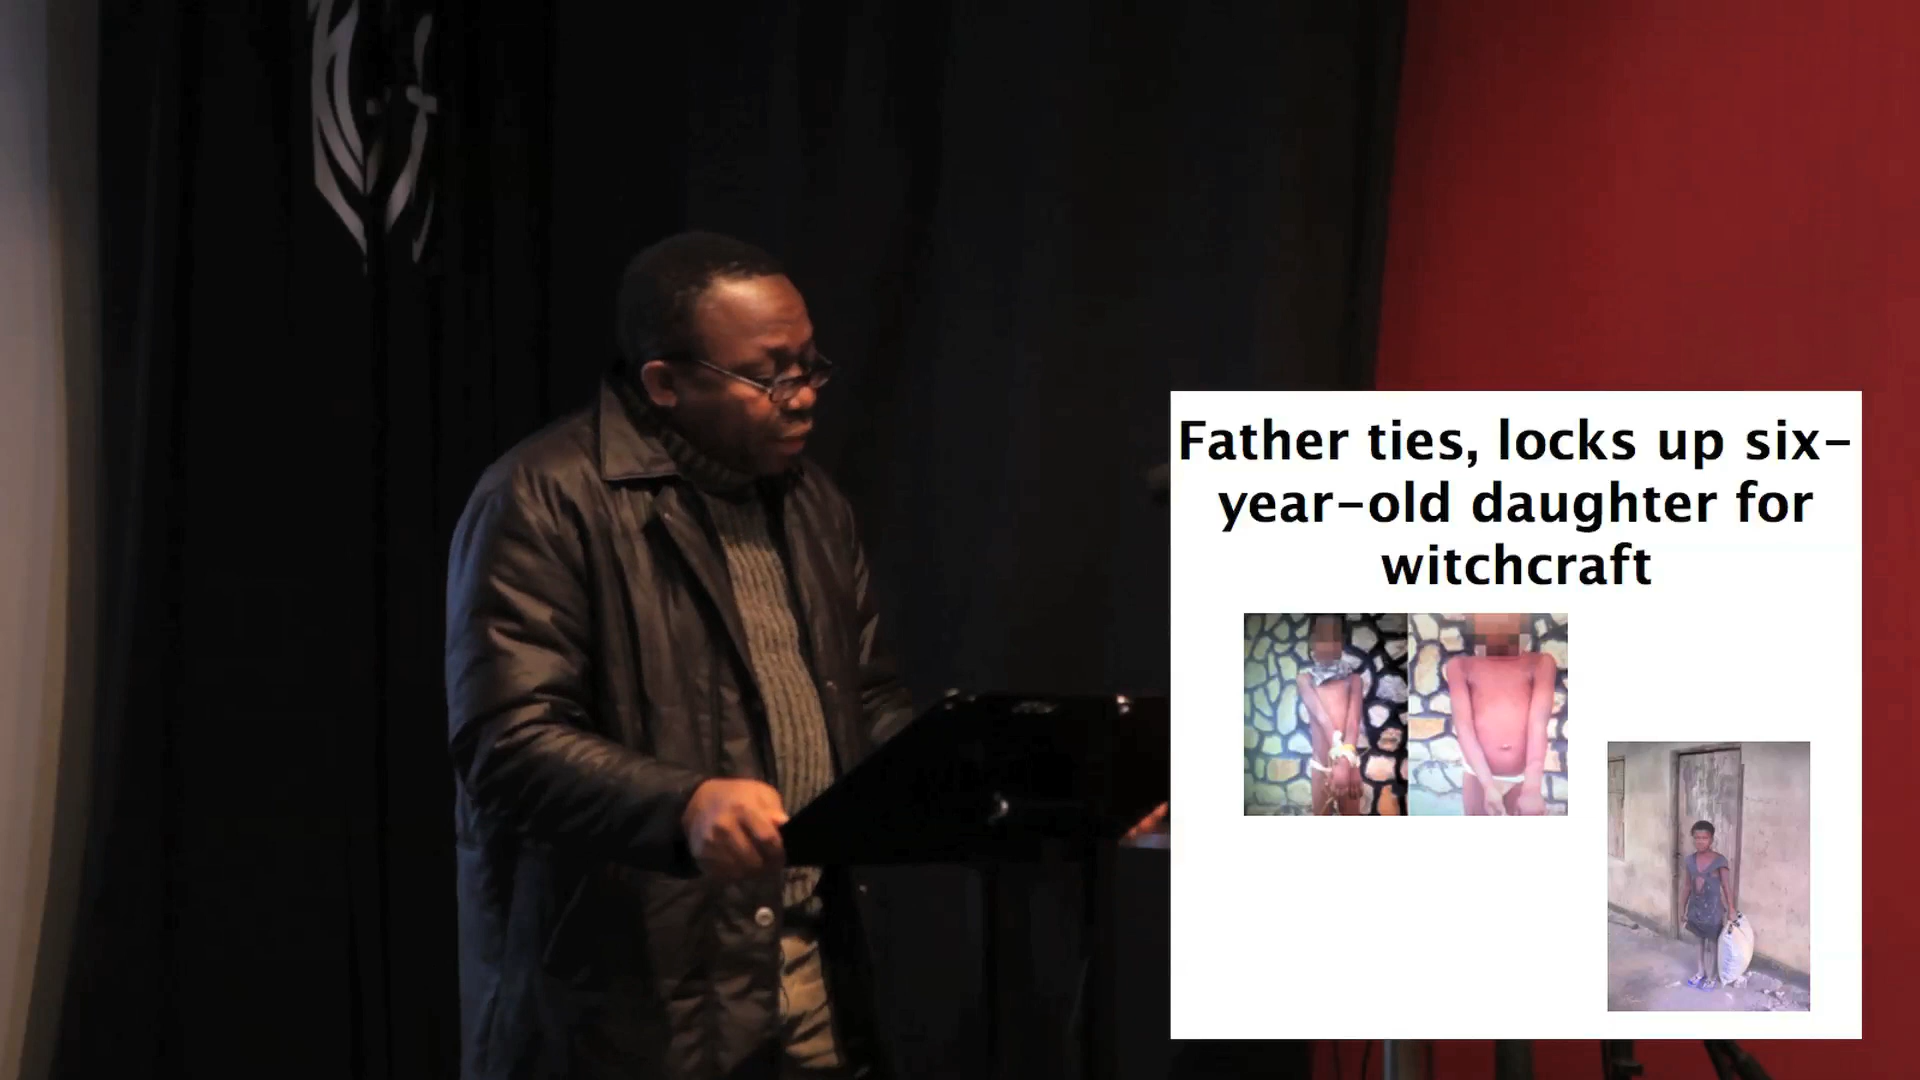 Father ties, locks up six-
year-old daughter for
witchcraft